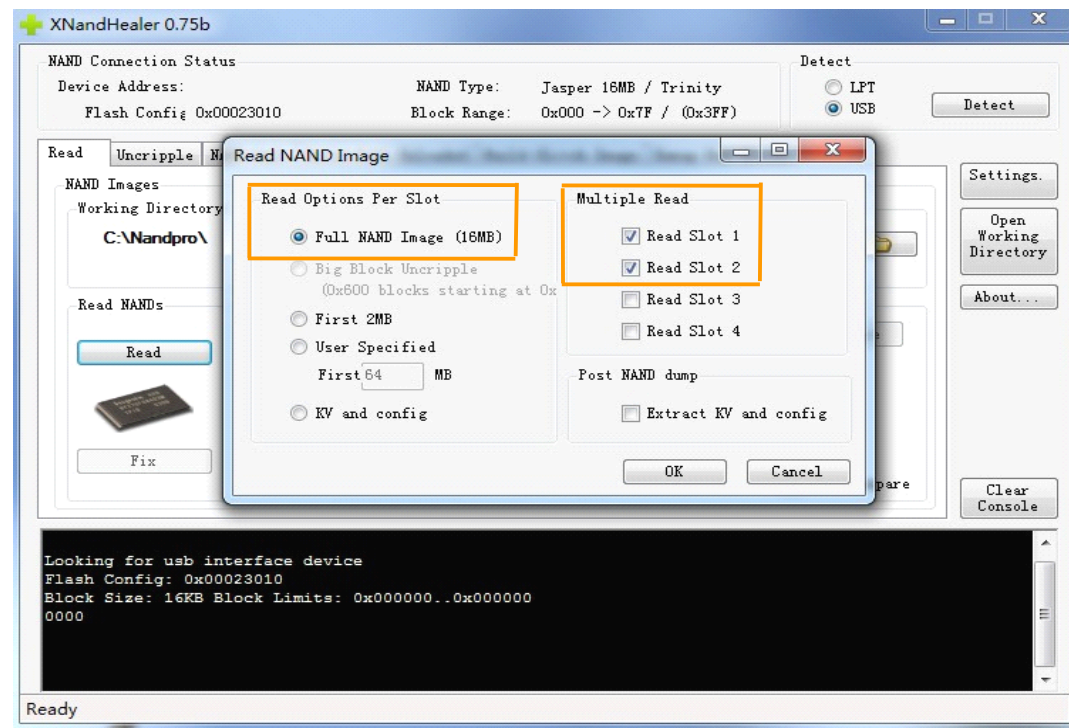 XNandHealer 0.75b
NAND Connection Status
Device Address:
NAND Type: Jasper 16MB / Trinity
Flash Config 0x00023010
Block Range: 0x000 -> 0x7F / (0x3FF)
Detect
LPT
USB
Detect
Read Uncripple
NAND Images
Working Directory
C:\Nandpro\
Read NANDs
Read
Fix
Read NAND Image
Read Options Per Slot
Full NAND Image (16MB)
Big Block Uncripple
(0x600 blocks starting at 0x
First 2MB
User Specified
First 64 MB
KV and config
Multiple Read
Read Slot 1
Read Slot 2
Read Slot 3
Read Slot 4
Post NAND dump
Extract KV and config
OK Cancel
pare
Settings.
Open
Working
Directory
About...
Clear
Console
Looking for usb interface device
Flash Config: 0x00023010
Block Size: 16KB Block Limits: 0x000000..0x000000
0000
Ready